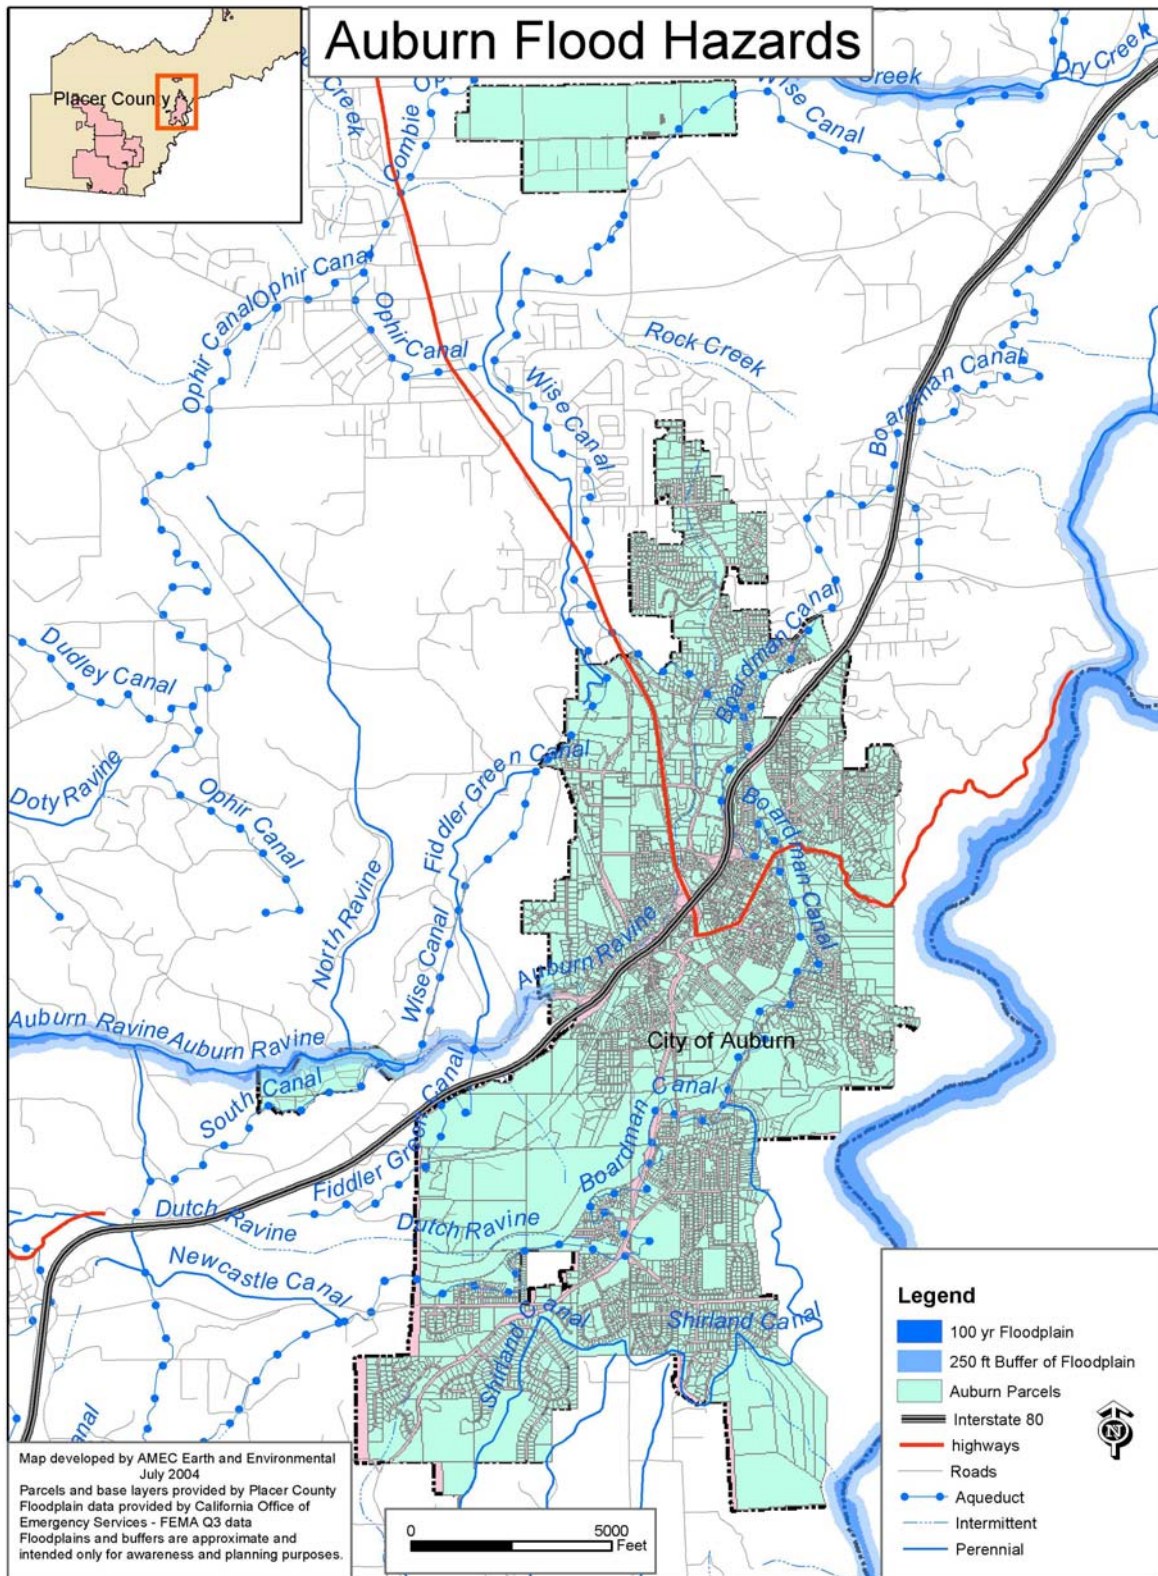 Auburn Flood Hazards
Placer County
Creek
Combie Op
Wise Canal
Creek
Dry Creek
Ophir Canal
Ophir Canal
Ophir Canal
Rock Creek
Wise Canal
Boardman Canal
Dudley Canal
Boardman Canal
Doty Ravine
Ophir Canal
Fiddler Green Canal
Boardman Canal
North Ravine
Wise Canal
Auburn Ravine
Auburn Ravine
Auburn Ravine
City of Auburn
South Canal
Fiddler Green Canal
Boardman Canal
Dutch Ravine
Dutch Ravine
Newcastle Canal
Shirland Canal
Shirland Canal
Canal
Legend
100 yr Floodplain
250 ft Buffer of Floodplain
Auburn Parcels
Interstate 80
highways
Roads
Aqueduct
Intermittent
Perennial
N
Map developed by AMEC Earth and Environmental
July 2004
Parcels and base layers provided by Placer County
Floodplain data provided by California Office of
Emergency Services - FEMA Q3 data
Floodplains and buffers are approximate and
intended only for awareness and planning purposes.
0 5000
Feet